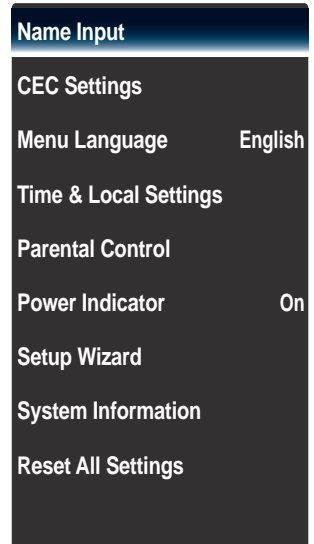 Name Input
CEC Settings
Menu Language English
Time & Local Settings
Parental Control
Power Indicator On
Setup Wizard
System Information
Reset All Settings